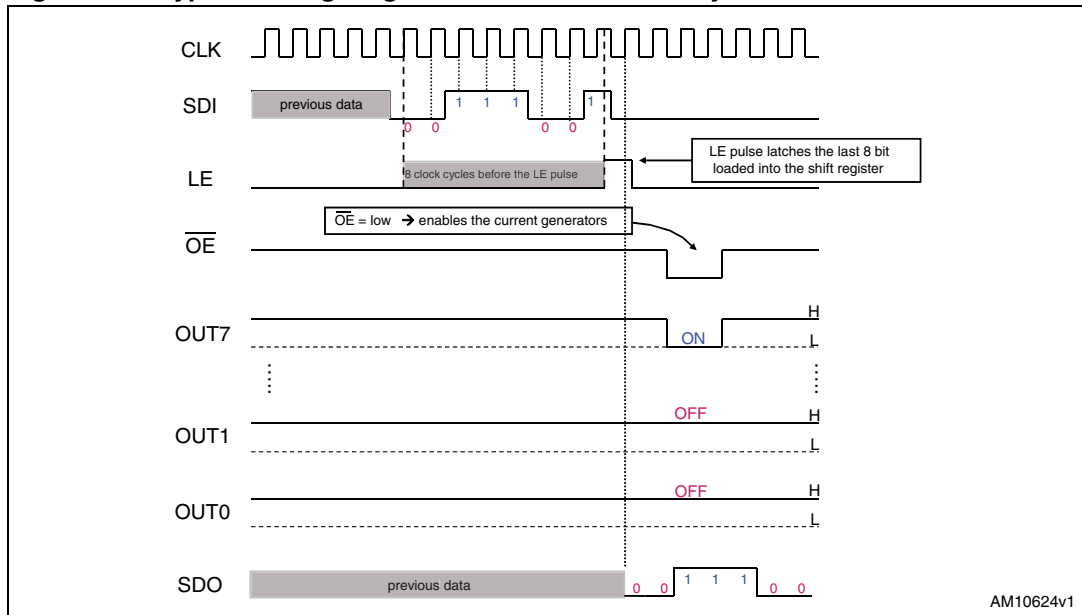 CLK
SDI
previous data
1 1 1 1
0 0 0 0
LE pulse latches the last 8 bit
loaded into the shift register
LE
8 clock cycles before the LE pulse
OE = low → enables the current generators
OE
OUT7
H
ON
L
OFF
H
OUT1
L
OFF
H
OUT0
L
SDO
previous data
0 0 1 1 1 0 0
AM10624v1